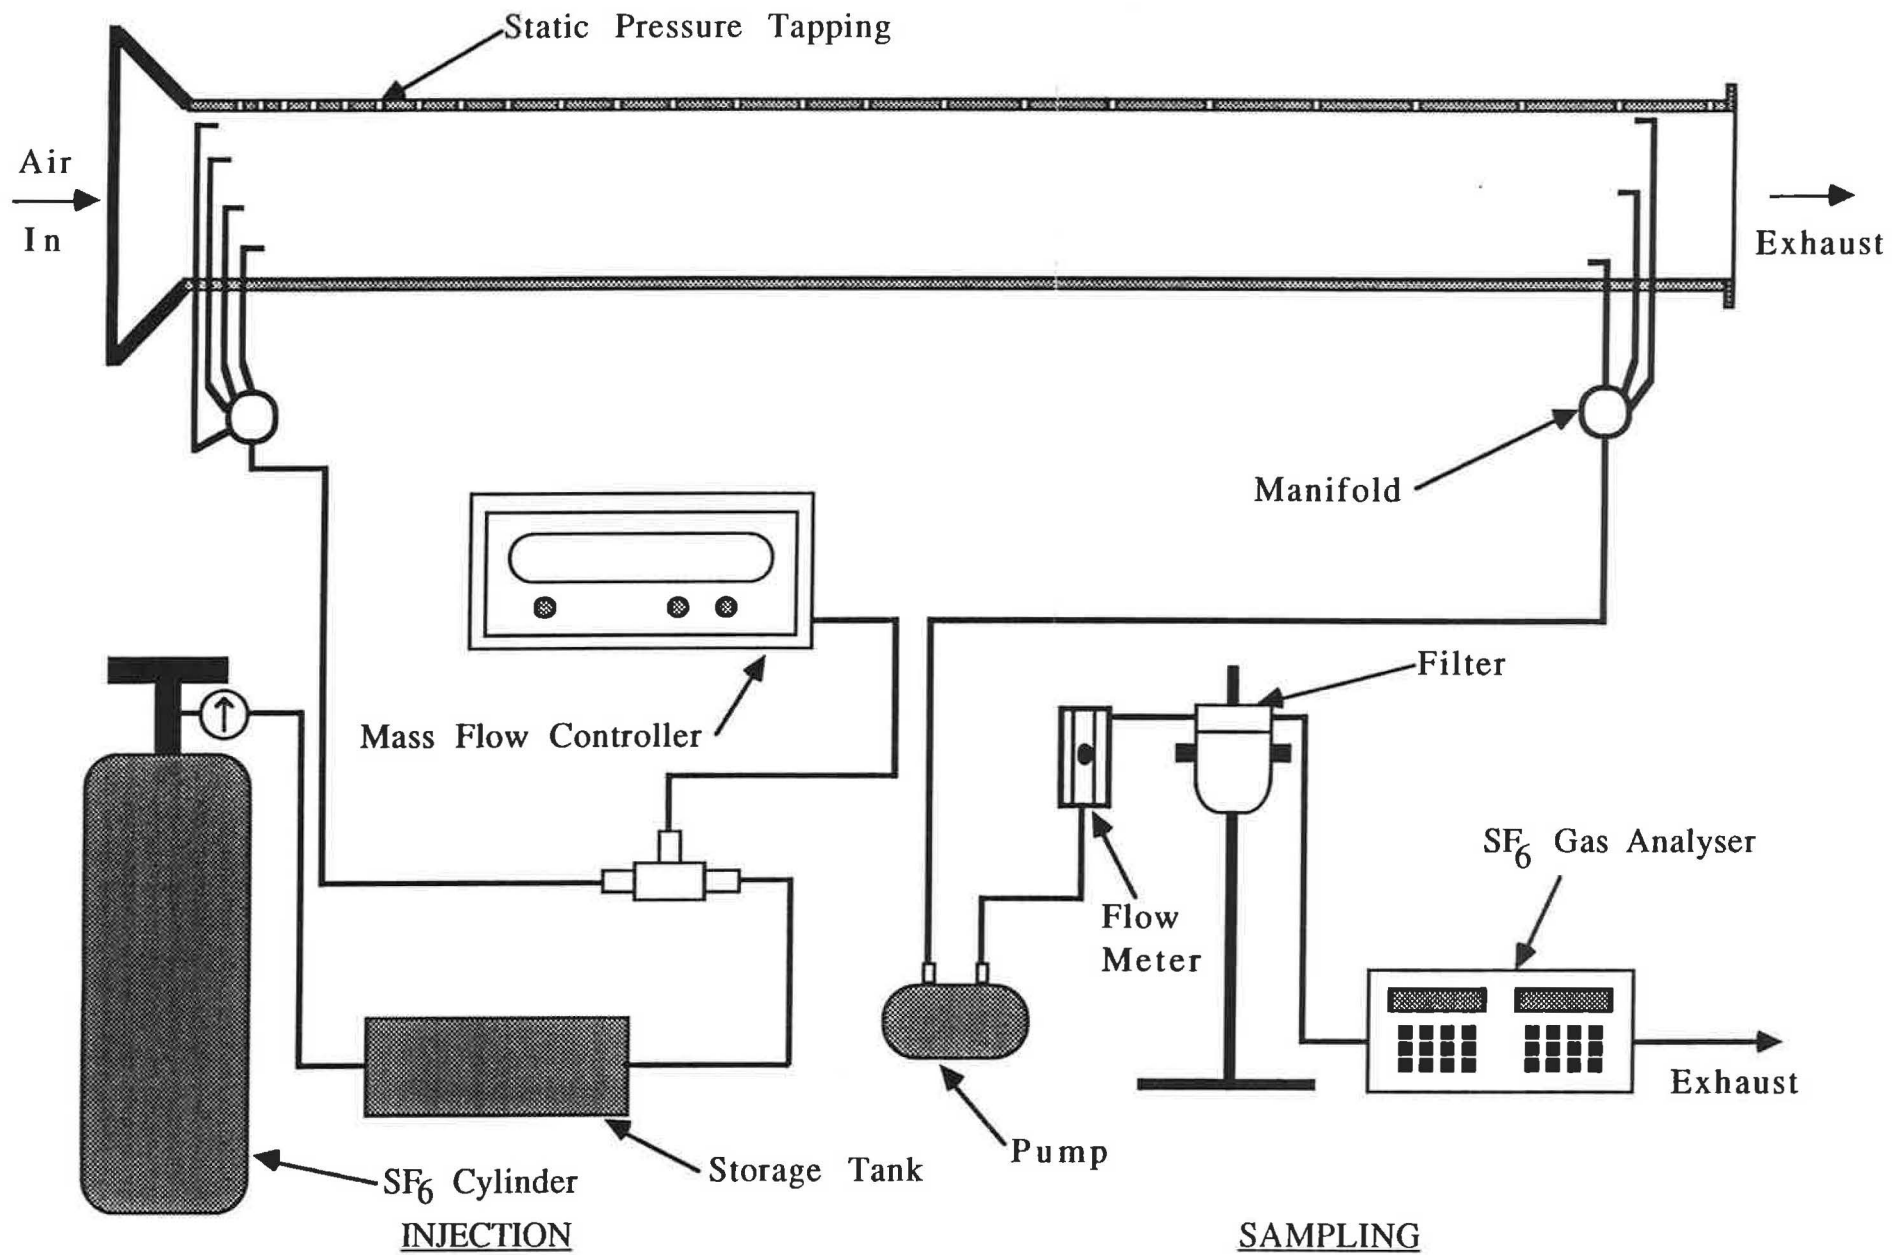 Static Pressure Tapping
Air
In
Exhaust
Manifold
Filter
Mass Flow Controller
SF6 Gas Analyser
Flow
Meter
Exhaust
Pump
Storage Tank
SF6 Cylinder
INJECTION
SAMPLING